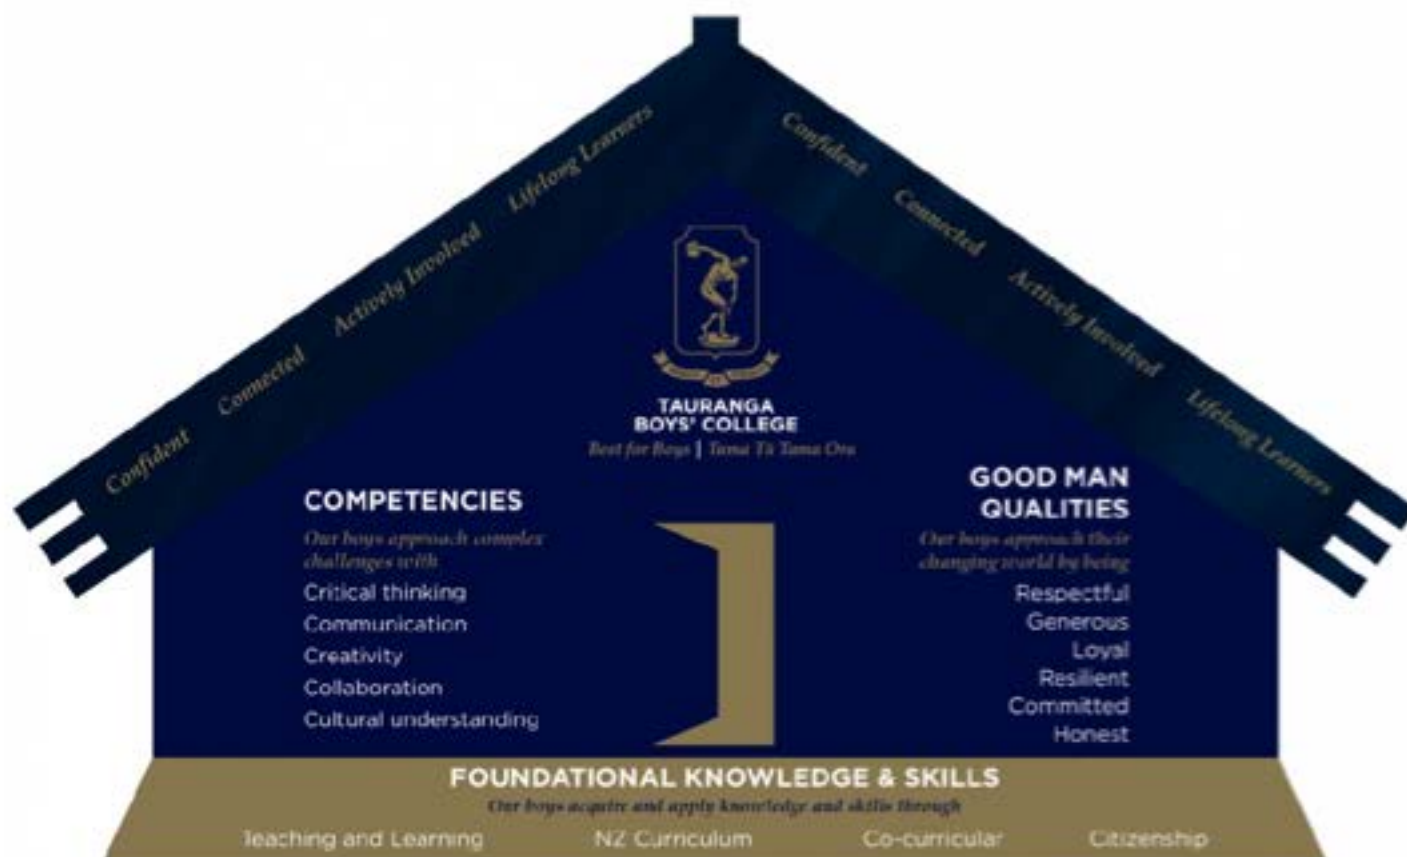 Confident
Connected
Actively Involved
Lifelong Learners
Confident
Connected
Actively Involved
Lifelong Learners
TAURANGA
BOYS' COLLEGE
Best for Boys | Tama Tū Tama Ora
COMPETENCIES
Our boys approach complex
challenges with
Critical thinking
Communication
Creativity
Collaboration
Cultural understanding
GOOD MAN
QUALITIES
Our boys approach their
changing world by being
Respectful
Generous
Loyal
Resilient
Committed
Honest
FOUNDATIONAL KNOWLEDGE & SKILLS
Our boys acquire and apply knowledge and skills through
Teaching and Learning NZ Curriculum Co-curricular Citizenship